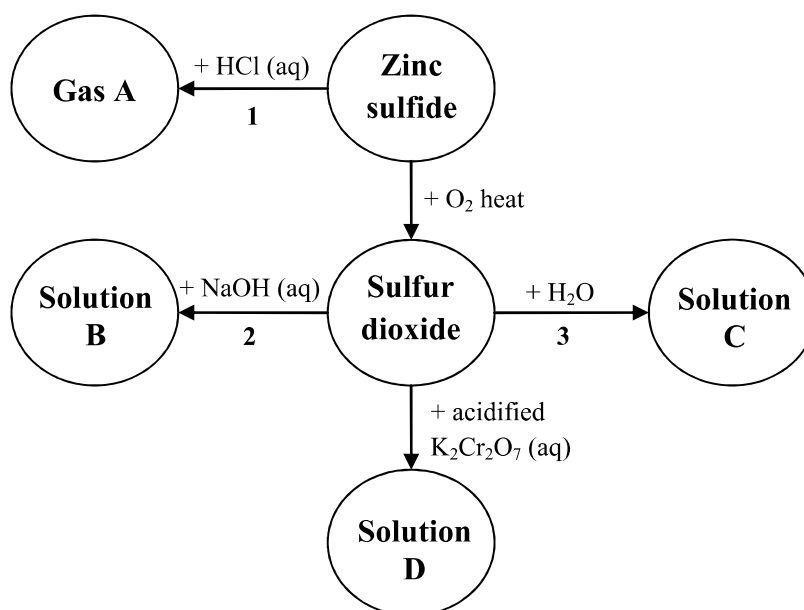 + HCl (aq)
Gas A
1
Zinc
sulfide
+ O₂ heat
Solution
B
+ NaOH (aq)
2
Sulfur
dioxide
+ H₂O
3
Solution
C
+ acidified
K₂Cr₂O₇ (aq)
Solution
D